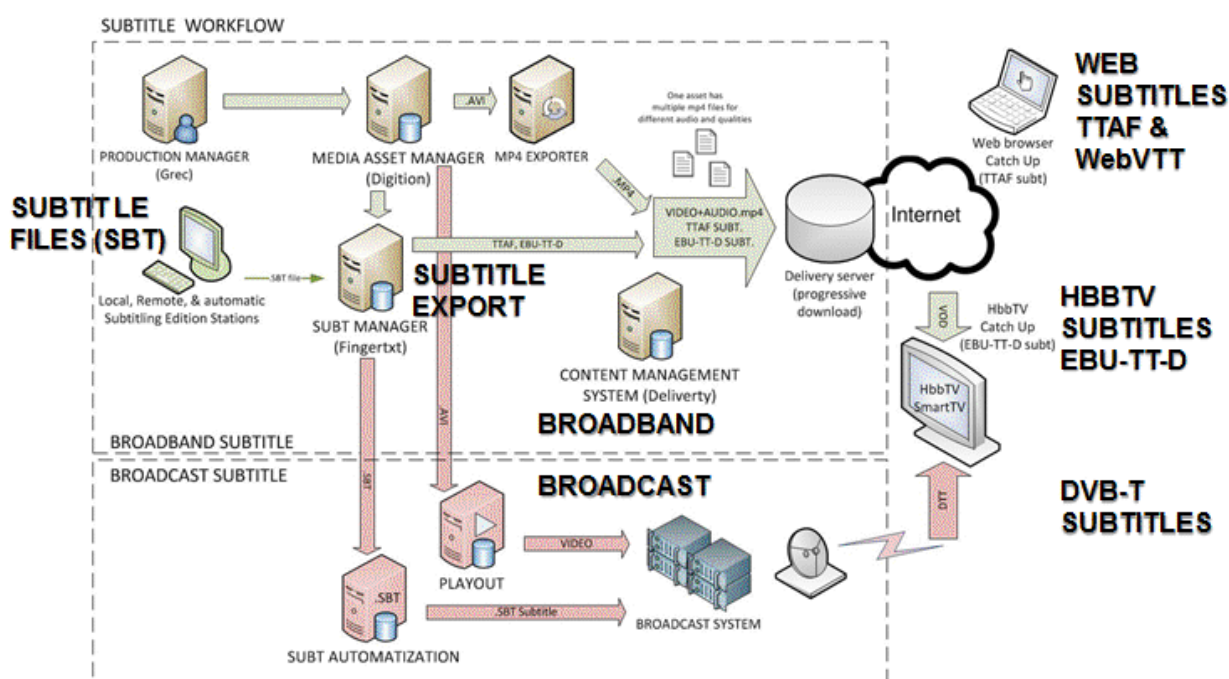 SUBTITLE WORKFLOW
PRODUCTION MANAGER
(Grec)
MEDIA ASSET MANAGER
(Digition)
.AVI
MP4 EXPORTER
One asset has
multiple mp4 files for
different audio and qualities
.MP4
VIDEO+AUDIO.mp4
TTAF SUBT.
EBU-TT-D SUBT.
Web browser
Catch Up
(TTAF subt)
WEB
SUBTITLES
TTAF &
WebVTT
Internet
SUBTITLE
FILES (SBT)
SBT file
Local, Remote, & automatic
Subtitling Edition Stations
TTAF, EBU-TT-D
SUBTITLE
EXPORT
SUBT MANAGER
(Fingertxt)
Delivery server
(progressive
download)
CONTENT MANAGEMENT
SYSTEM (Deliverty)
VOD
HbbTV
Catch Up
(EBU-TT-D subt)
HBBTV
SUBTITLES
EBU-TT-D
HbbTV
SmartTV
.AVI
BROADBAND
BROADBAND SUBTITLE
BROADCAST SUBTITLE
.SBT
BROADCAST
DTT
DVB-T
SUBTITLES
PLAYOUT
VIDEO
.SBT
.SBT Subtitle
BROADCAST SYSTEM
SUBT AUTOMATIZATION